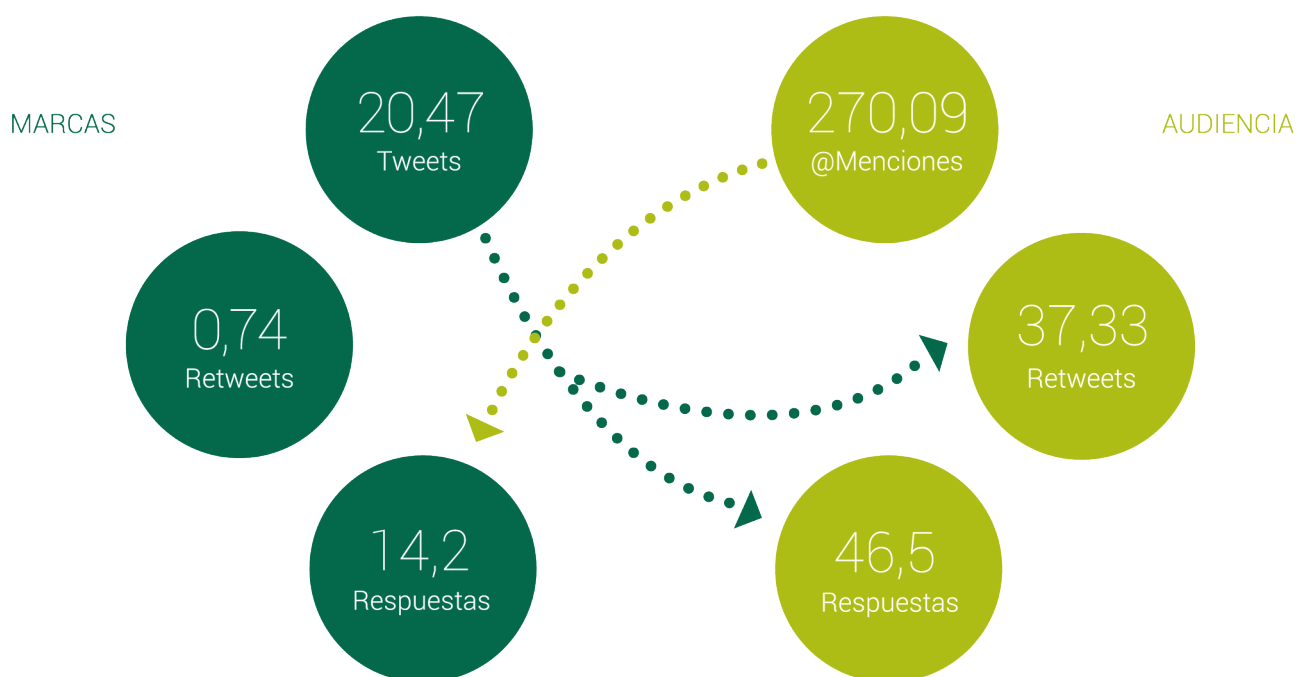 MARCAS
20,47
Tweets
270,09
@Menciones
AUDIENCIA
0,74
Retweets
37,33
Retweets
14,2
Respuestas
46,5
Respuestas